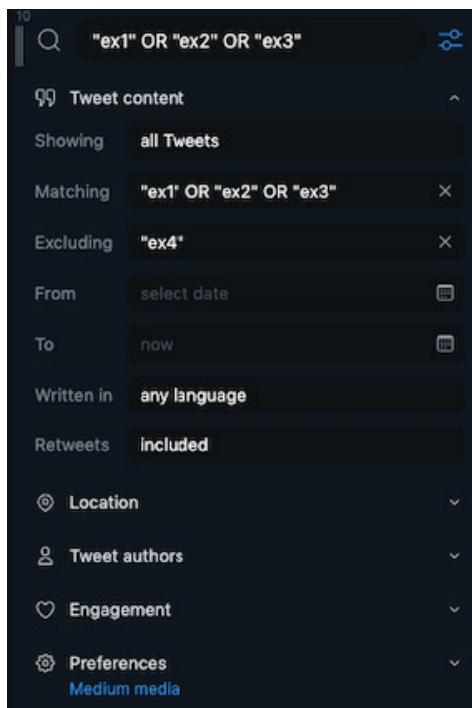 10
"ex1" OR "ex2" OR "ex3"
Tweet content
Showing all Tweets
Matching "ex1' OR "ex2" OR "ex3"
Excluding "ex4"
From select date
To now
Written in any language
Retweets included
Location
Tweet authors
Engagement
Preferences
Medium media